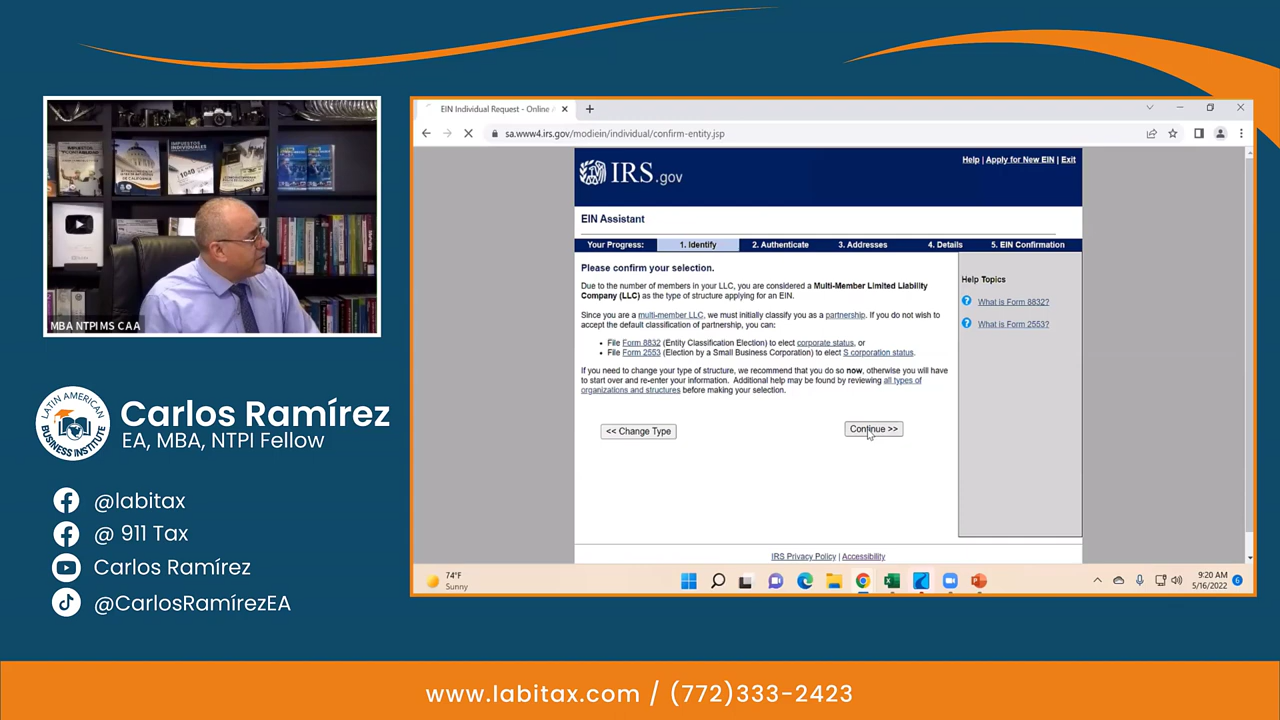 IMPUESTOS
INDIVIDUALES
1040
MBA NTPI MS CAA
LATIN AMERICAN
BUSINESS INSTITUTE
Carlos Ramírez
EA, MBA, NTPI Fellow
@labitax
@ 911 Tax
Carlos Ramírez
@CarlosRamírezEA
EIN Individual Request - Online
sa.www4.irs.gov/modiein/individual/confirm-entity.jsp
IRS.gov
Help | Apply for New EIN | Exit
EIN Assistant
Your Progress: 1. Identify 2. Authenticate 3. Addresses 4. Details 5. EIN Confirmation
Please confirm your selection.
Due to the number of members in your LLC, you are considered a Multi-Member Limited Liability
Company (LLC) as the type of structure applying for an EIN.
Since you are a multi-member LLC, we must initially classify you as a partnership. If you do not wish to
accept the default classification of partnership, you can:
• File Form 8832 (Entity Classification Election) to elect corporate status, or
• File Form 2553 (Election by a Small Business Corporation) to elect S corporation status.
If you need to change your type of structure, we recommend that you do so now, otherwise you will have
to start over and re-enter your information. Additional help may be found by reviewing all types of
organizations and structures before making your selection.
<< Change Type
Continue >>
Help Topics
What is Form 8832?
What is Form 2553?
IRS Privacy Policy | Accessibility
74°F
Sunny
9:20 AM
5/16/2022
6
www.labitax.com / (772)333-2423